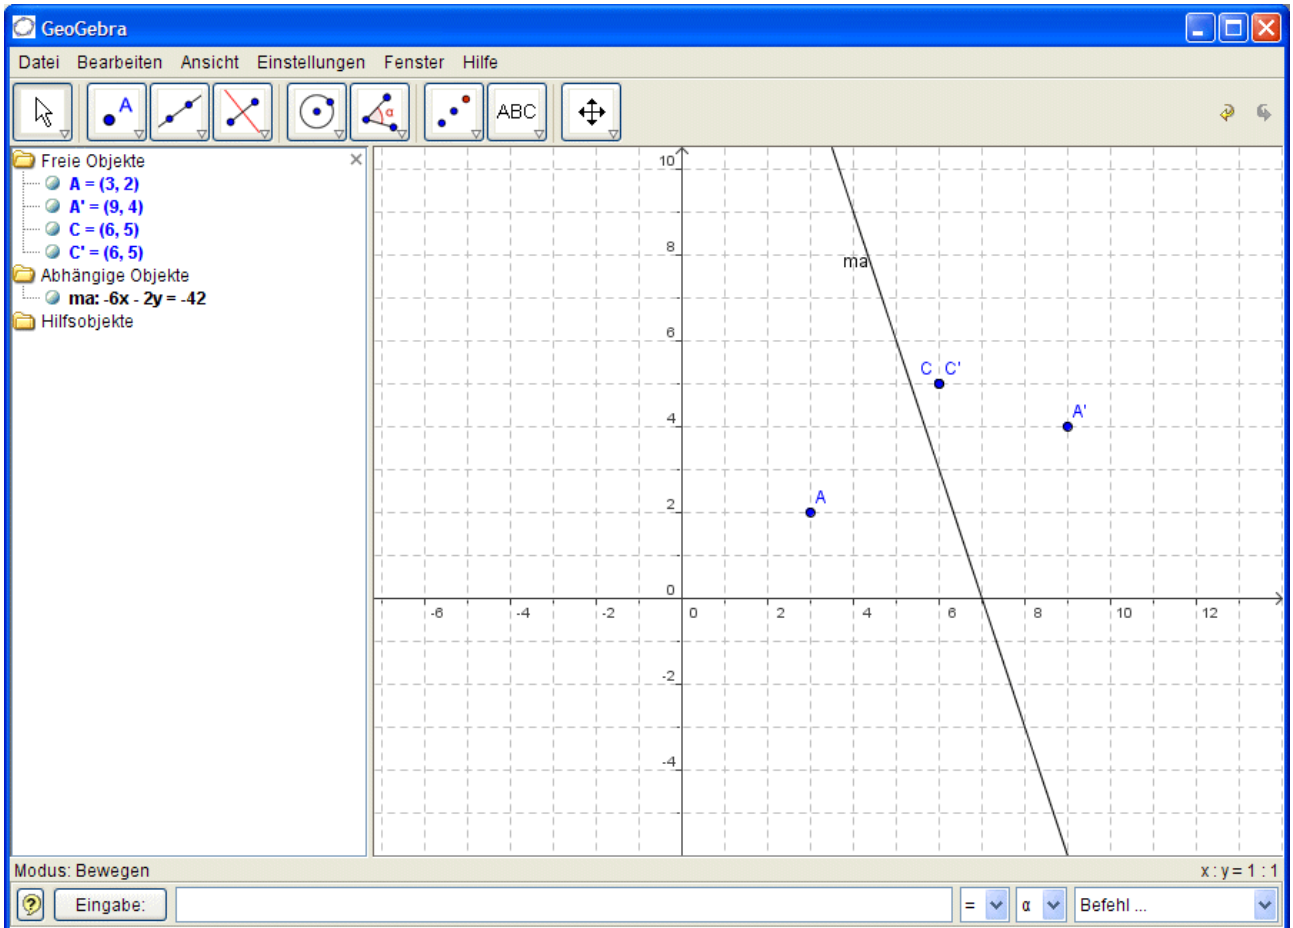 GeoGebra
Datei Bearbeiten Ansicht Einstellungen Fenster Hilfe
A α ABC
Freie Objekte
A = (3, 2)
A' = (9, 4)
C = (6, 5)
C' = (6, 5)
Abhängige Objekte
ma: -6x - 2y = -42
Hilfsobjekte
10
8
ma
6
C C'
4
A'
A
2
0
-6 -4 -2 0 2 4 6 8 10 12
-2
-4
Modus: Bewegen
x : y = 1 : 1
? Eingabe: = α Befehl ...